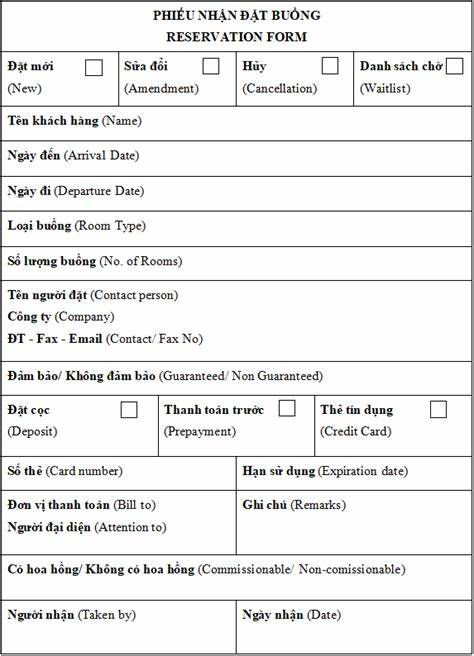 PHIẾU NHẬN ĐẶT BUỒNG
RESERVATION FORM
Đặt mới
(New)
Sửa đổi
(Amendment)
Hủy
(Cancellation)
Danh sách chờ
(Waitlist)
Tên khách hàng (Name)
Ngày đến (Arrival Date)
Ngày đi (Departure Date)
Loại buồng (Room Type)
Số lượng buồng (No. of Rooms)
Tên người đặt (Contact person)
Công ty (Company)
ĐT - Fax - Email (Contact/ Fax No)
Đảm bảo/ Không đảm bảo (Guaranteed/ Non Guaranteed)
Đặt cọc
(Deposit)
Thanh toán trước
(Prepayment)
Thẻ tín dụng
(Credit Card)
Số thẻ (Card number)
Hạn sử dụng (Expiration date)
Đơn vị thanh toán (Bill to)
Người đại diện (Attention to)
Ghi chú (Remarks)
Có hoa hồng/ Không có hoa hồng (Commissionable/ Non-comissionable)
Người nhận (Taken by)
Ngày nhận (Date)